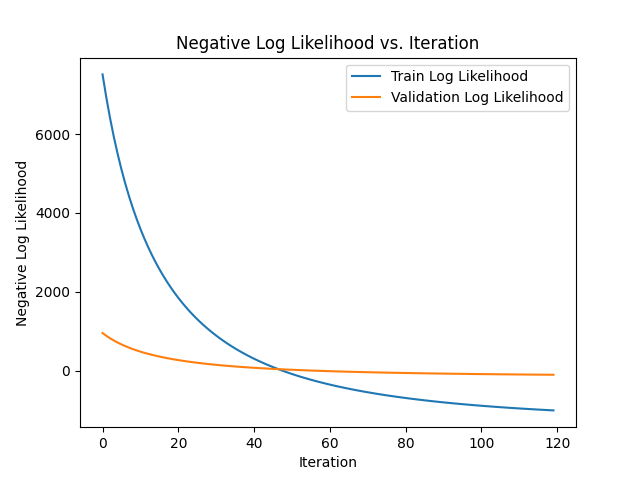 Negative Log Likelihood vs. Iteration
Train Log Likelihood
Validation Log Likelihood
Negative Log Likelihood
6000
4000
2000
0
0 20 40 60 80 100 120
Iteration